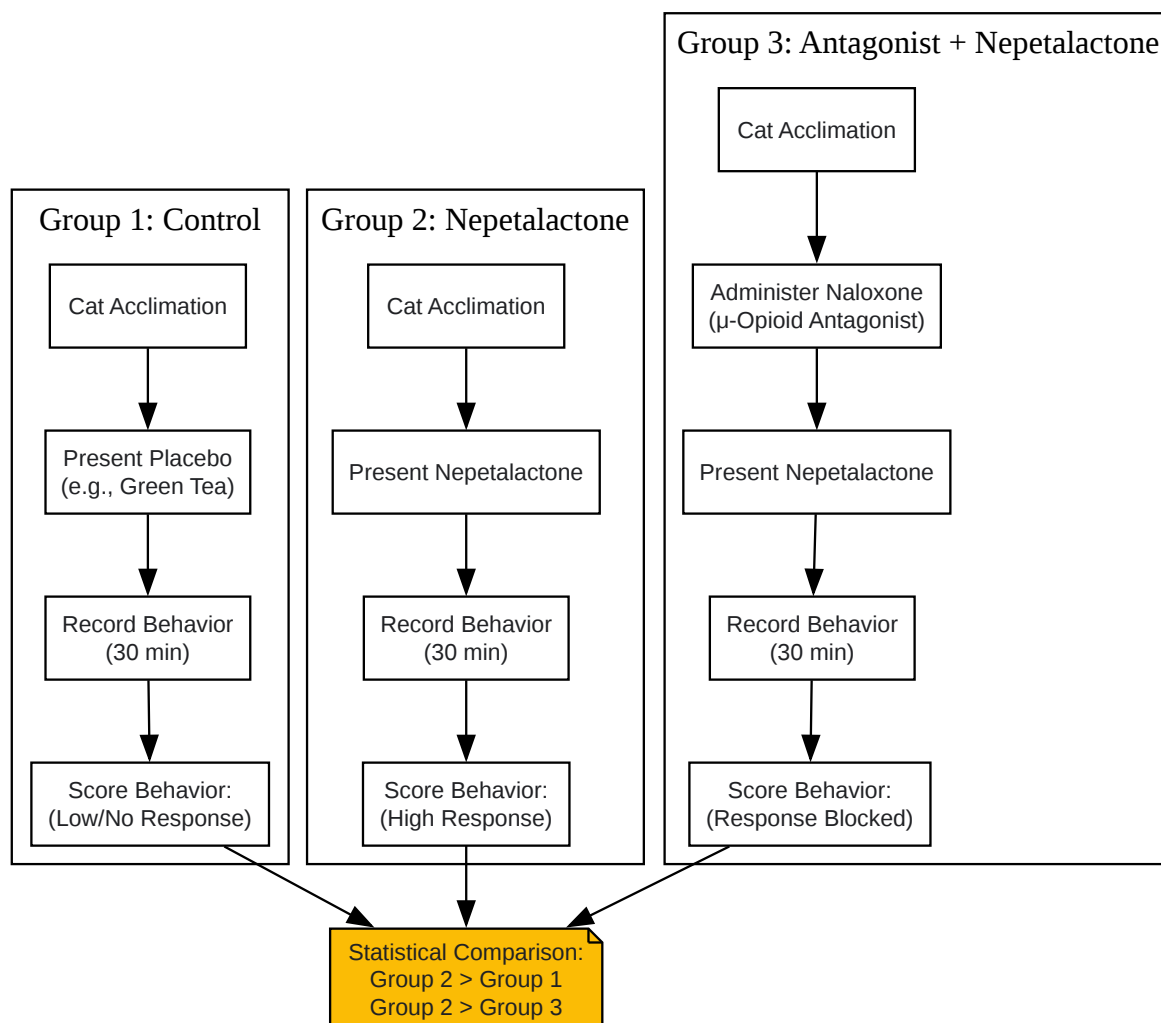 Group 1: Control
Cat Acclimation
Present Placebo
(e.g., Green Tea)
Record Behavior
(30 min)
Score Behavior:
(Low/No Response)
Group 2: Nepetalactone
Cat Acclimation
Present Nepetalactone
Record Behavior
(30 min)
Score Behavior:
(High Response)
Group 3: Antagonist + Nepetalactone
Cat Acclimation
Administer Naloxone
(μ-Opioid Antagonist)
Present Nepetalactone
Record Behavior
(30 min)
Score Behavior:
(Response Blocked)
Statistical Comparison:
Group 2 > Group 1
Group 2 > Group 3